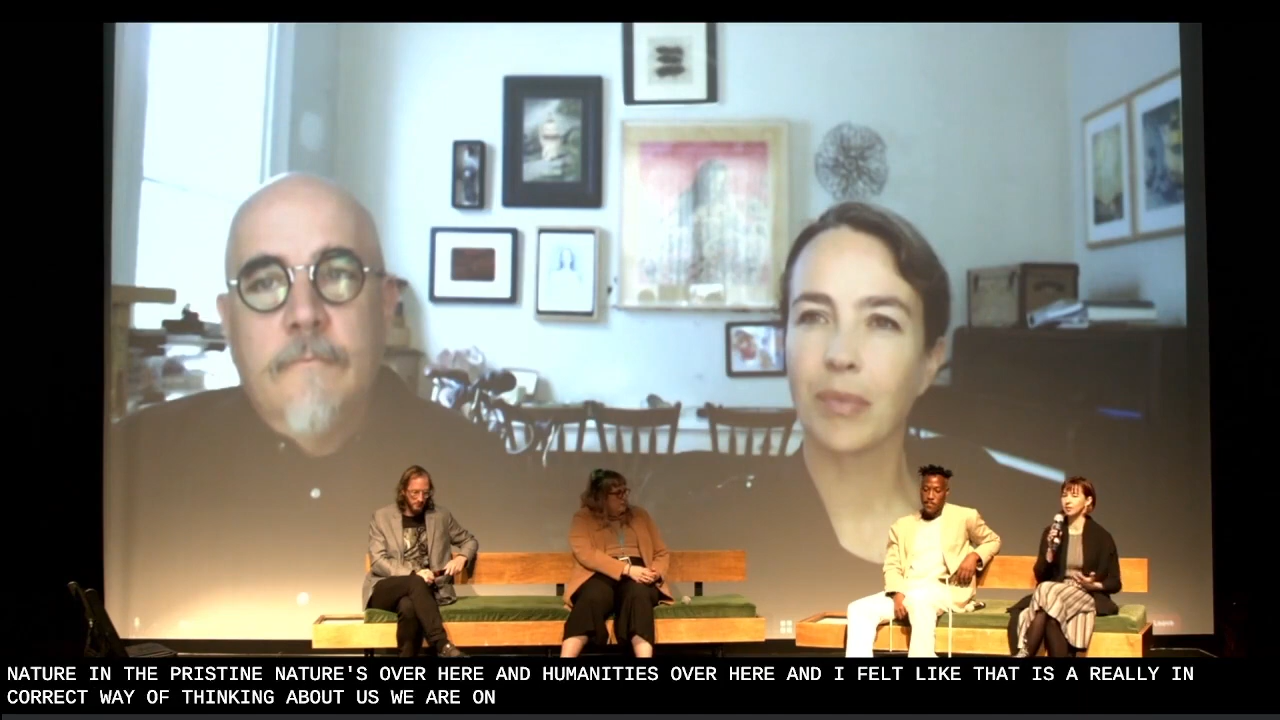 NATURE IN THE PRISTINE NATURE'S OVER HERE AND HUMANITIES OVER HERE AND I FELT LIKE THAT IS A REALLY IN
CORRECT WAY OF THINKING ABOUT US WE ARE ON